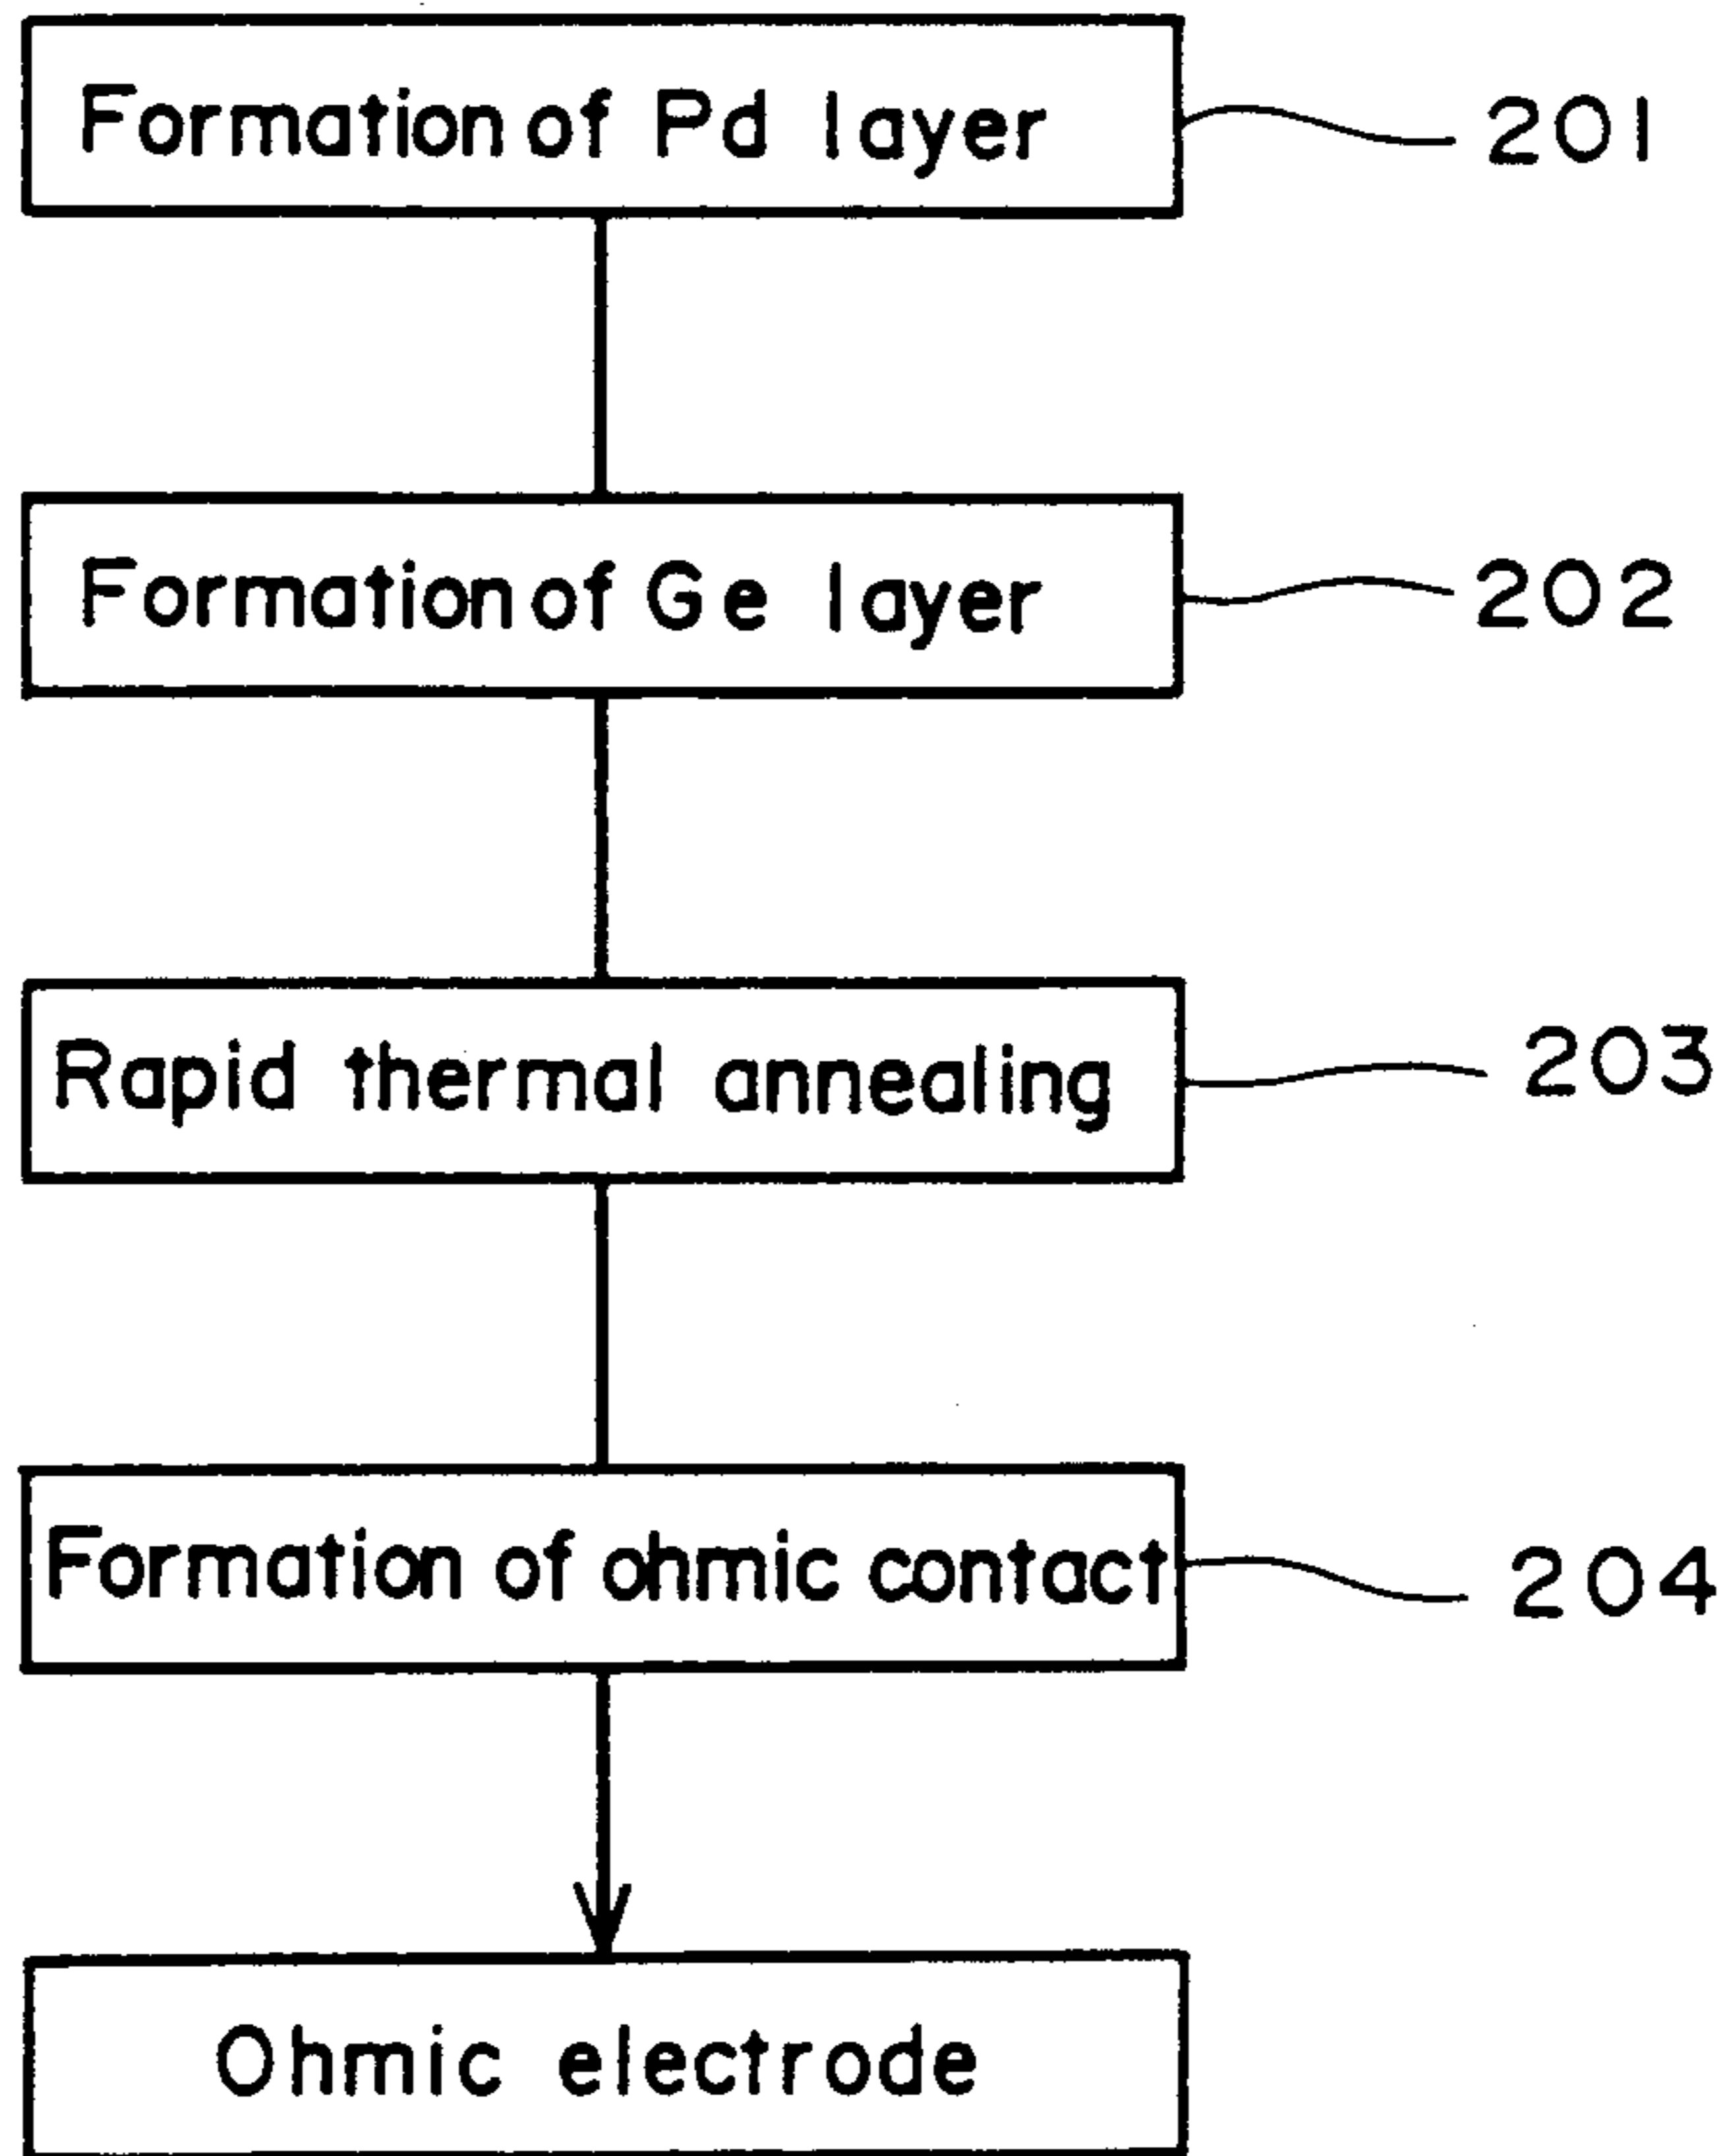 Formation of Pd layer 201
Formation of Ge layer 202
Rapid thermal annealing 203
Formation of ohmic contact 204
Ohmic electrode